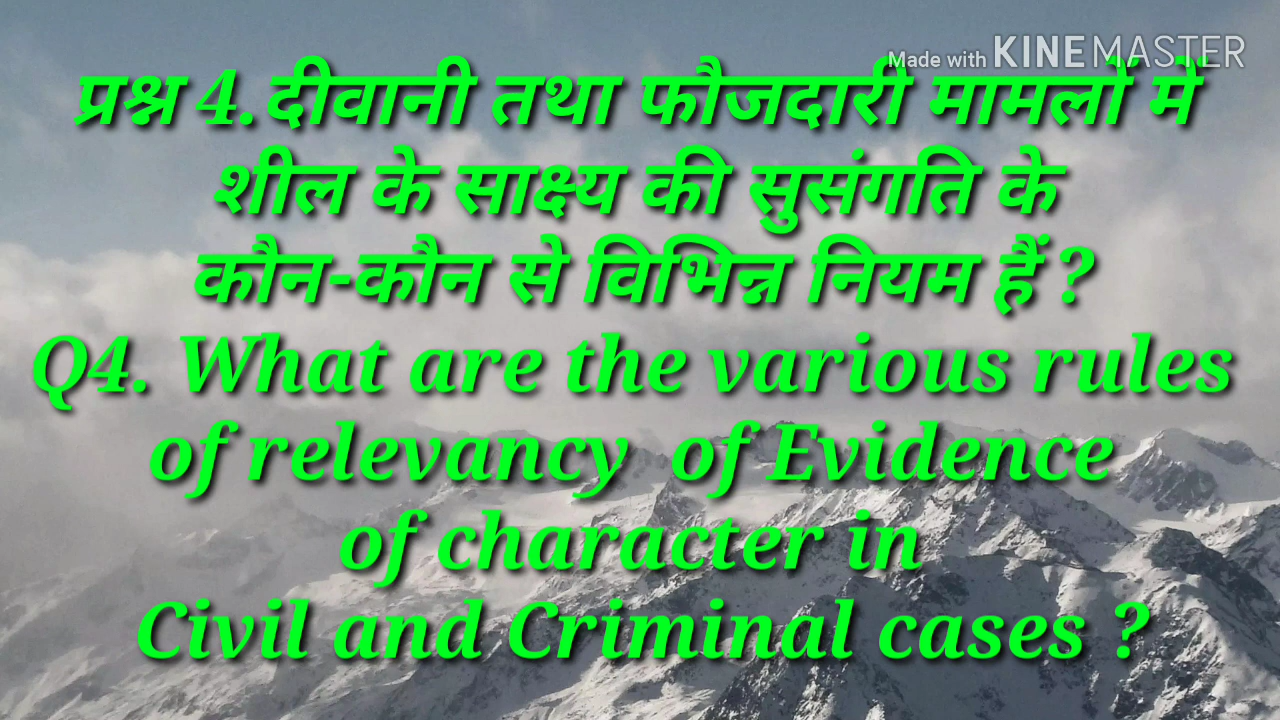 Made with KINEMASTER
प्रश्न 4.दीवानी तथा फौजदारी मामलों में
शील के साक्ष्य की सुसंगति के
कौन-कौन से विभिन्न नियम हैं ?
Q4. What are the various rules
of relevancy of Evidence
of character in
Civil and Criminal cases ?